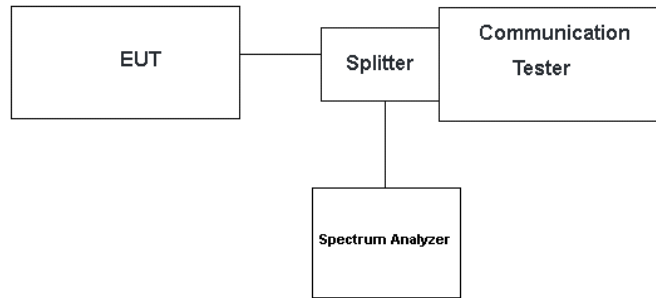 EUT
Splitter
Communication
Tester
Spectrum Analyzer